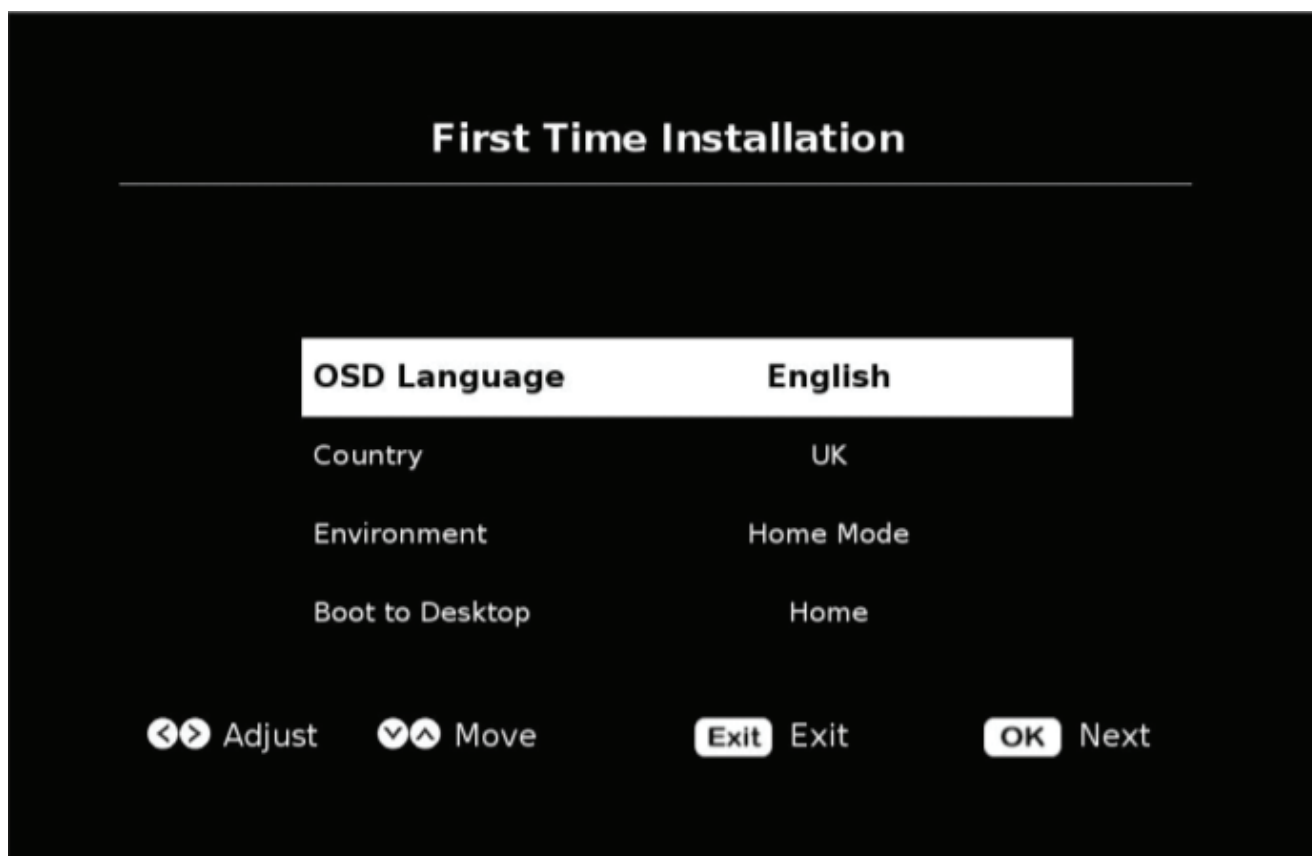 First Time Installation
OSD Language English
Country UK
Environment Home Mode
Boot to Desktop Home
Adjust Move Exit Exit OK Next